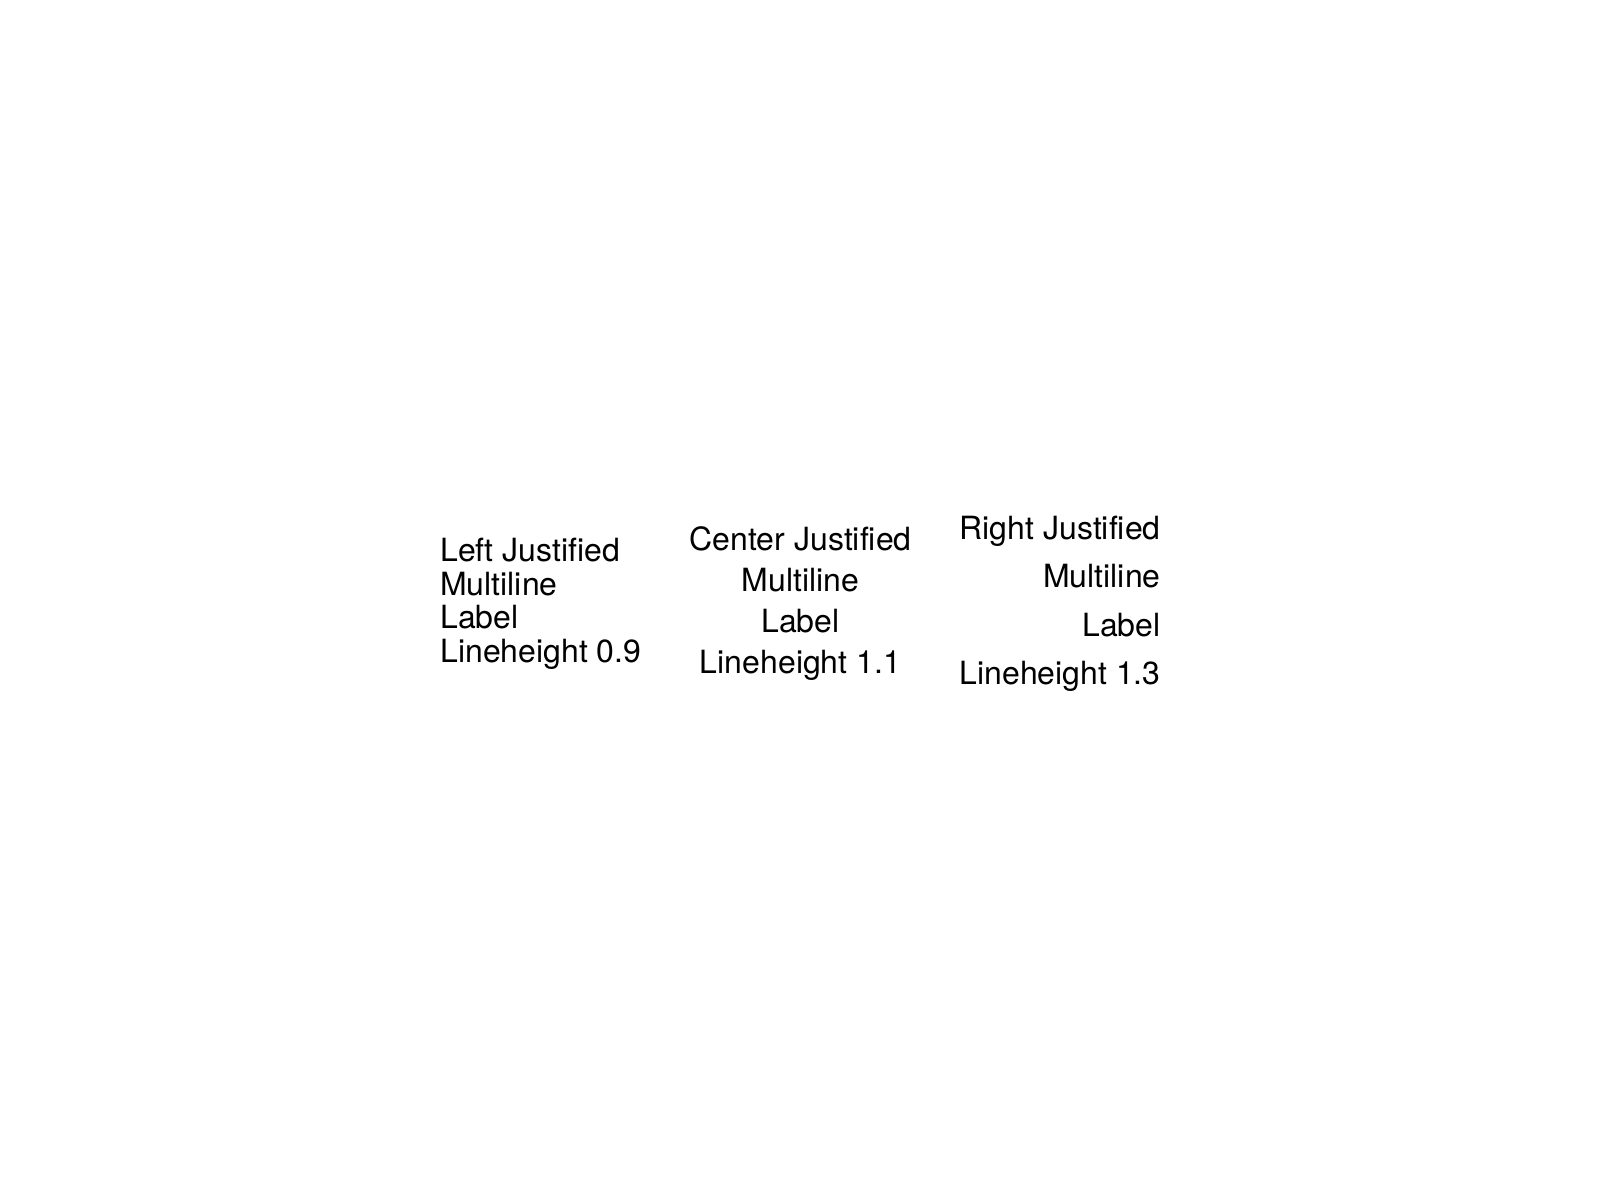 Left Justified
Multiline
Label
Lineheight 0.9
Center Justified
Multiline
Label
Lineheight 1.1
Right Justified
Multiline
Label
Lineheight 1.3